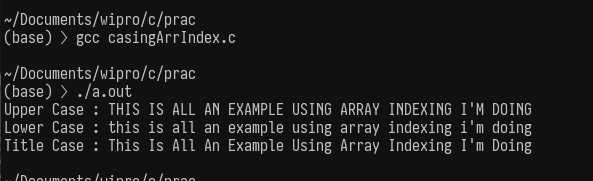 ~/Documents/wipro/c/prac
(base) ❯ gcc casingArrIndex.c
~/Documents/wipro/c/prac
(base) ❯ ./a.out
Upper Case : THIS IS ALL AN EXAMPLE USING ARRAY INDEXING I'M DOING
Lower Case : this is all an example using array indexing i'm doing
Title Case : This Is All An Example Using Array Indexing I'm Doing
~/Documents/wipro/c/prac